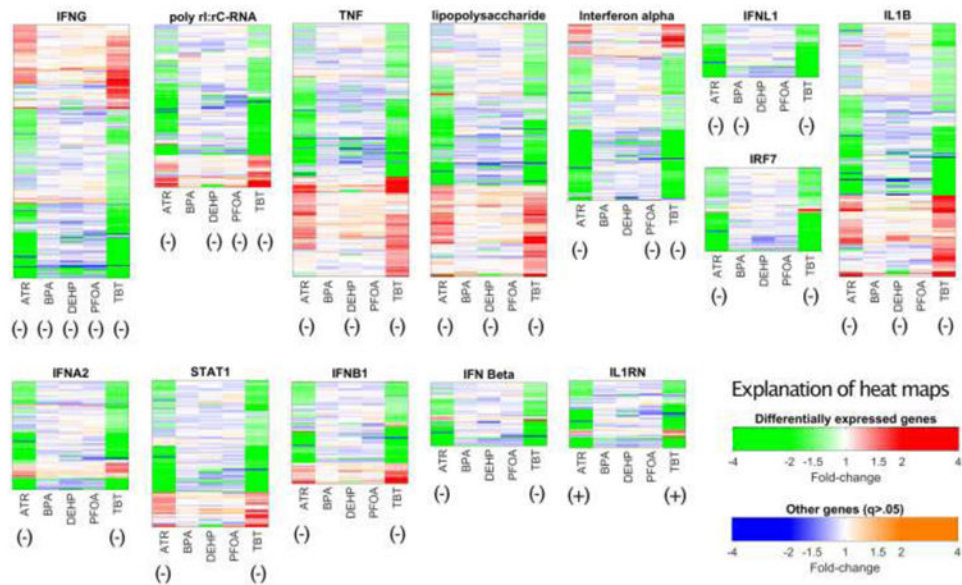 IFNG
ATR BPA DEHP PFOA TBT
(-) (-) (-) (-) (-)
poly rI:rC-RNA
ATR BPA DEHP PFOA TBT
(-) (-) (-) (-)
TNF
ATR BPA DEHP PFOA TBT
(-) (-) (-)
lipopolysaccharide
ATR BPA DEHP PFOA TBT
(-) (-) (-)
Interferon alpha
ATR BPA DEHP PFOA TBT
(-) (-) (-)
IFNL1
ATR BPA DEHP PFOA TBT
(-) (-) (-)
IRF7
ATR BPA DEHP PFOA TBT
(-) (-)
IL1B
ATR BPA DEHP PFOA TBT
(-) (-) (-)
IFNA2
ATR BPA DEHP PFOA TBT
(-) (-)
STAT1
ATR BPA DEHP PFOA TBT
(-) (-)
IFNB1
ATR BPA DEHP PFOA TBT
(-) (-)
IFN Beta
ATR BPA DEHP PFOA TBT
(-) (-)
IL1RN
ATR BPA DEHP PFOA TBT
(+) (+)
Explanation of heat maps
Differentially expressed genes
-4 -2 -1.5 1 1.5 2 4
Fold-change
Other genes (q>.05)
-4 -2 -1.5 1 1.5 2 4
Fold-change